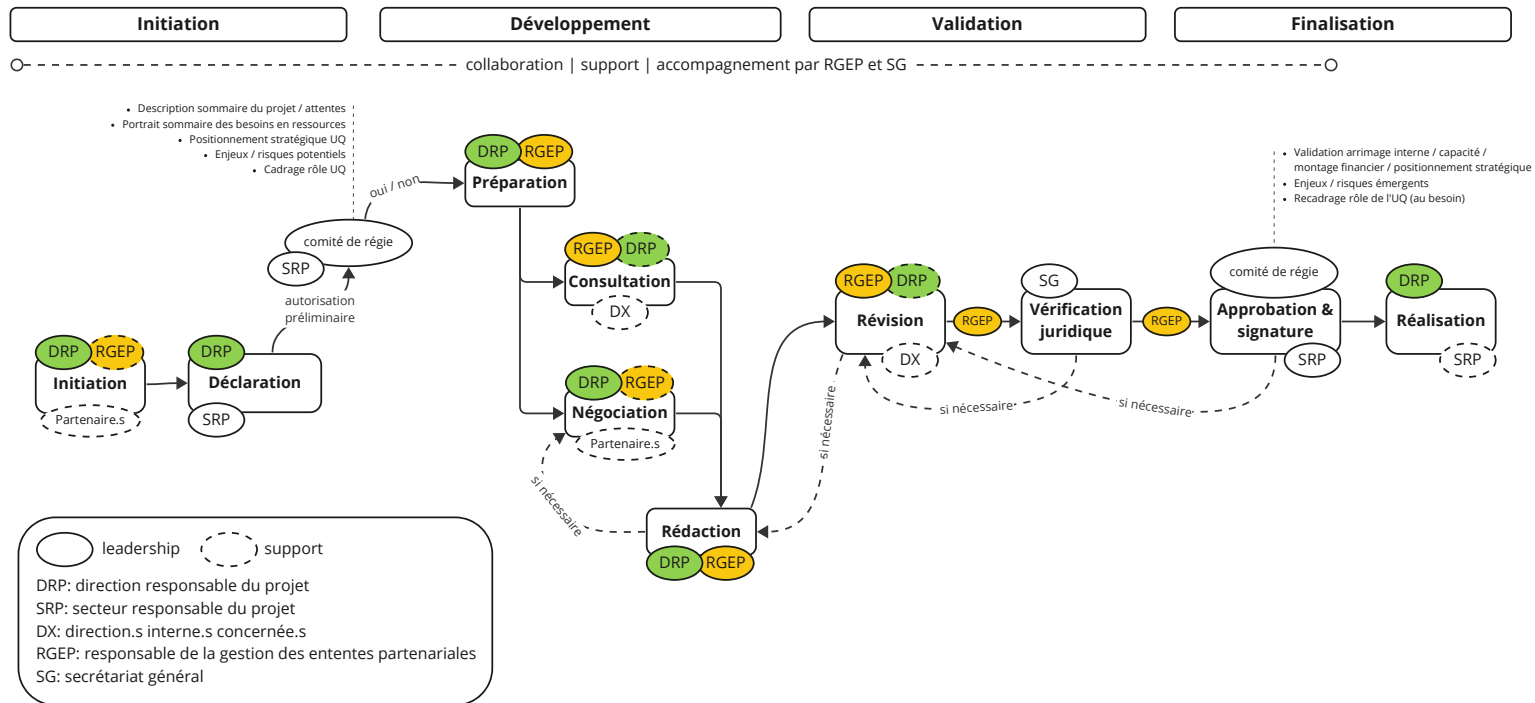 Initiation
Développement
Validation
Finalisation
collaboration | support | accompagnement par RGEP et SG
• Description sommaire du projet / attentes
• Portrait sommaire des besoins en ressources
• Positionnement stratégique UQ
• Enjeux / risques potentiels
• Cadrage rôle UQ
comité de régie
SRP
autorisation
préliminaire
oui / non
DRP
RGEP
Initiation
Partenaire.s
DRP
Déclaration
SRP
DRP
RGEP
Préparation
RGEP
DRP
Consultation
DX
DRP
RGEP
Négociation
Partenaire.s
si nécessaire
Rédaction
DRP
RGEP
si nécessaire
RGEP
DRP
Révision
DX
RGEP
SG
Vérification
juridique
si nécessaire
RGEP
• Validation arrimage interne / capacité /
montage financier / positionnement stratégique
• Enjeux / risques émergents
• Recadrage rôle de l'UQ (au besoin)
comité de régie
Approbation &
signature
SRP
si nécessaire
DRP
Réalisation
SRP
leadership
support
DRP: direction responsable du projet
SRP: secteur responsable du projet
DX: direction.s interne.s concernée.s
RGEP: responsable de la gestion des ententes partenariales
SG: secrétariat général